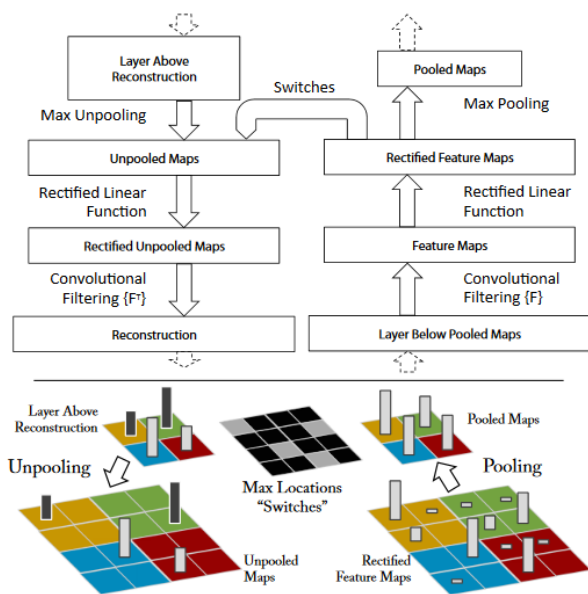 Layer Above
Reconstruction
Pooled Maps
Switches
Max Unpooling
Max Pooling
Unpooled Maps
Rectified Feature Maps
Rectified Linear
Function
Rectified Linear
Function
Rectified Unpooled Maps
Feature Maps
Convolutional
Filtering {Fᵀ}
Convolutional
Filtering {F}
Reconstruction
Layer Below Pooled Maps
Layer Above
Reconstruction
Pooled Maps
Unpooling
Pooling
Max Locations
“Switches”
Unpooled
Maps
Rectified
Feature Maps